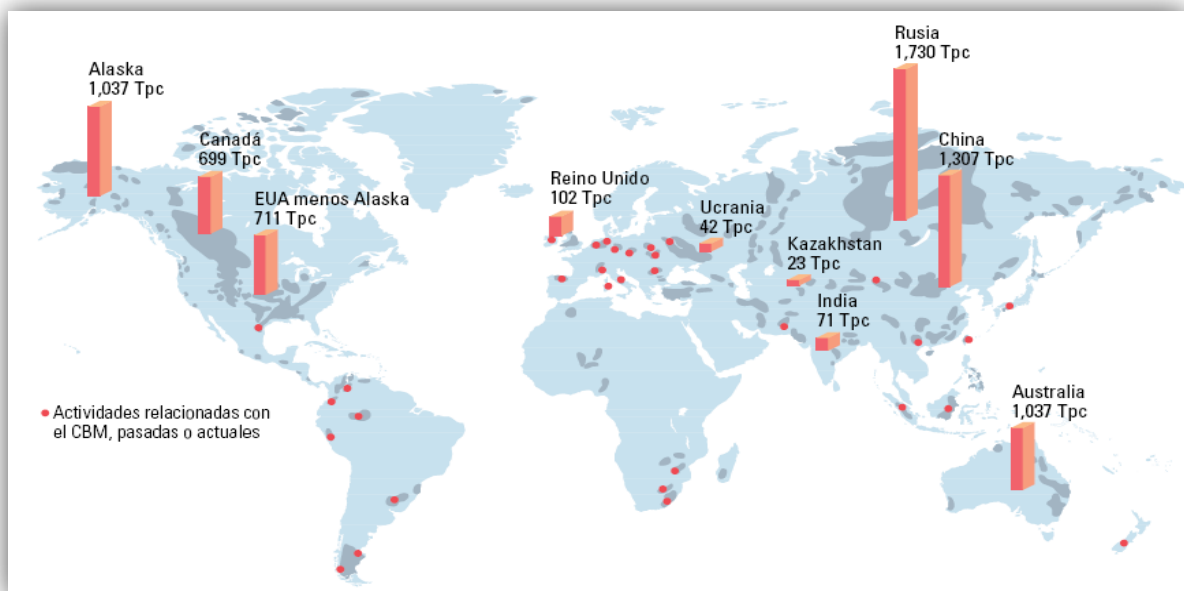 Rusia
1,730 Tpc
Alaska
1,037 Tpc
Canadá
699 Tpc
China
1,307 Tpc
EUA menos Alaska
711 Tpc
Reino Unido
102 Tpc
Ucrania
42 Tpc
Kazakhstan
23 Tpc
India
71 Tpc
Australia
1,037 Tpc
Actividades relacionadas con
el CBM, pasadas o actuales